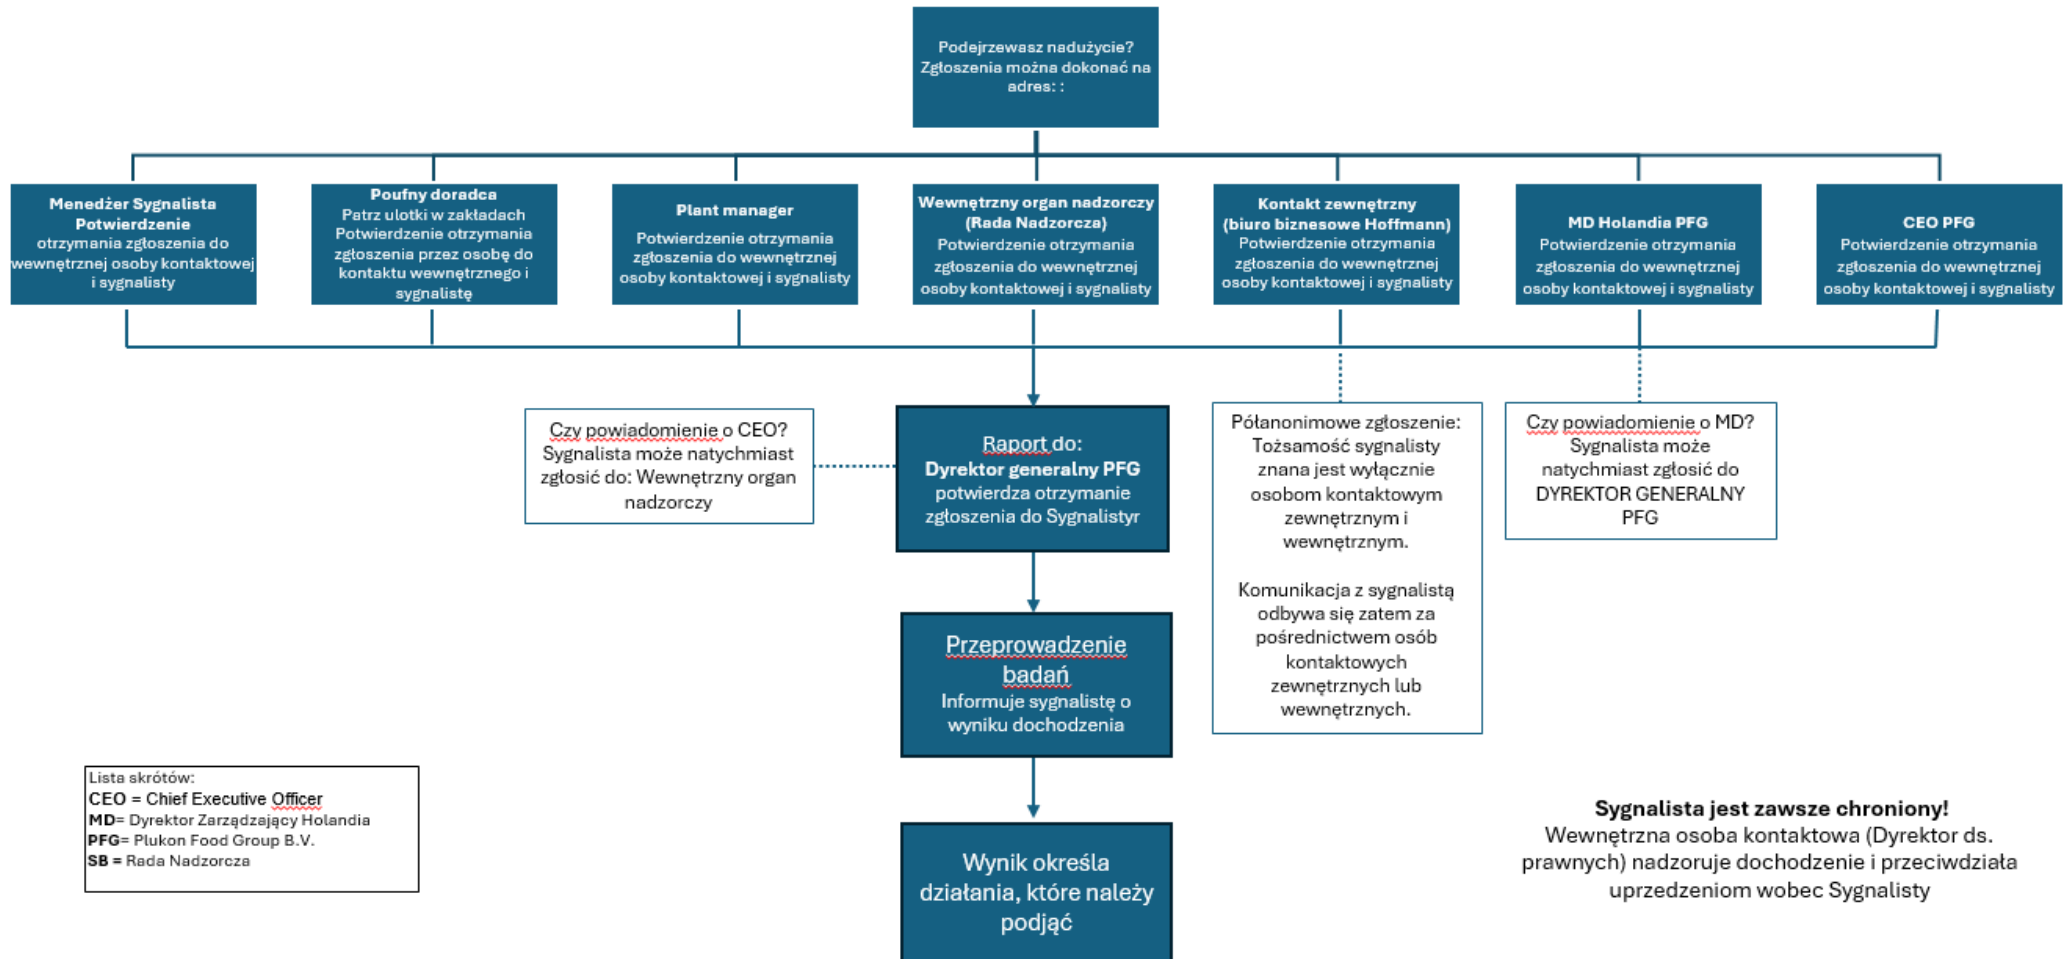 Podejrzewasz nadużycie?
Zgłoszenia można dokonać na
adres: :
Menedżer Sygnalista
Potwierdzenie
otrzymania zgłoszenia do
wewnętrznej osoby kontaktowej
i sygnalisty
Poufny doradca
Patrz ulotki w zakładach
Potwierdzenie otrzymania
zgłoszenia przez osobę do
kontaktu wewnętrznego i
sygnalistę
Plant manager
Potwierdzenie otrzymania
zgłoszenia do wewnętrznej
osoby kontaktowej i sygnalisty
Wewnętrzny organ nadzorczy
(Rada Nadzorcza)
Potwierdzenie otrzymania
zgłoszenia do wewnętrznej
osoby kontaktowej i sygnalisty
Kontakt zewnętrzny
(biuro biznesowe Hoffmann)
Potwierdzenie otrzymania
zgłoszenia do wewnętrznej
osoby kontaktowej i sygnalisty
MD Holandia PFG
Potwierdzenie otrzymania
zgłoszenia do wewnętrznej
osoby kontaktowej i sygnalisty
CEO PFG
Potwierdzenie otrzymania
zgłoszenia do wewnętrznej
osoby kontaktowej i sygnalisty
Czy powiadomienie o CEO?
Sygnalista może natychmiast
zgłosić do: Wewnętrzny organ
nadzorczy
Raport do:
Dyrektor generalny PFG
potwierdza otrzymanie
zgłoszenia do Sygnalistyr
Półanonimowe zgłoszenie:
Tożsamość sygnalisty
znana jest wyłącznie
osobom kontaktowym
zewnętrznym i
wewnętrznym.
Komunikacja z sygnalistą
odbywa się zatem za
pośrednictwem osób
kontaktowych
zewnętrznych lub
wewnętrznych.
Czy powiadomienie o MD?
Sygnalista może
natychmiast zgłosić do
DYREKTOR GENERALNY
PFG
Przeprowadzenie
badań
Informuje sygnalistę o
wyniku dochodzenia
Wynik określa
działania, które należy
podjąć
Lista skrótów:
CEO = Chief Executive Officer
MD= Dyrektor Zarządzający Holandia
PFG= Plukon Food Group B.V.
SB = Rada Nadzorcza
Sygnalista jest zawsze chroniony!
Wewnętrzna osoba kontaktowa (Dyrektor ds.
prawnych) nadzoruje dochodzenie i przeciwdziała
uprzedzeniom wobec Sygnalisty